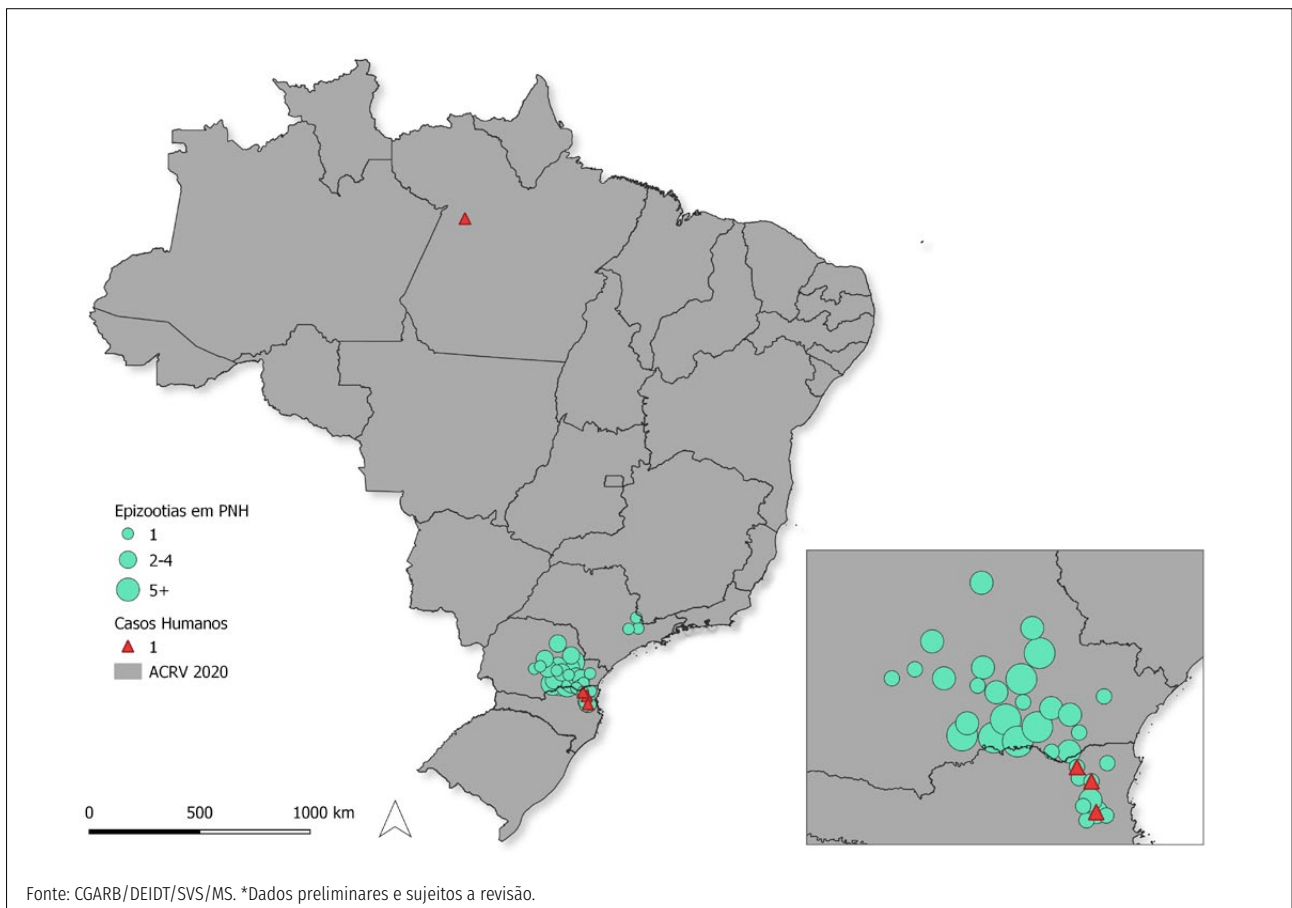 Epizootias em PNH
1
2-4
5+
Casos Humanos
1
ACRV 2020
0 500 1000 km
Fonte: CGARB/DEIDT/SVS/MS. *Dados preliminares e sujeitos a revisão.